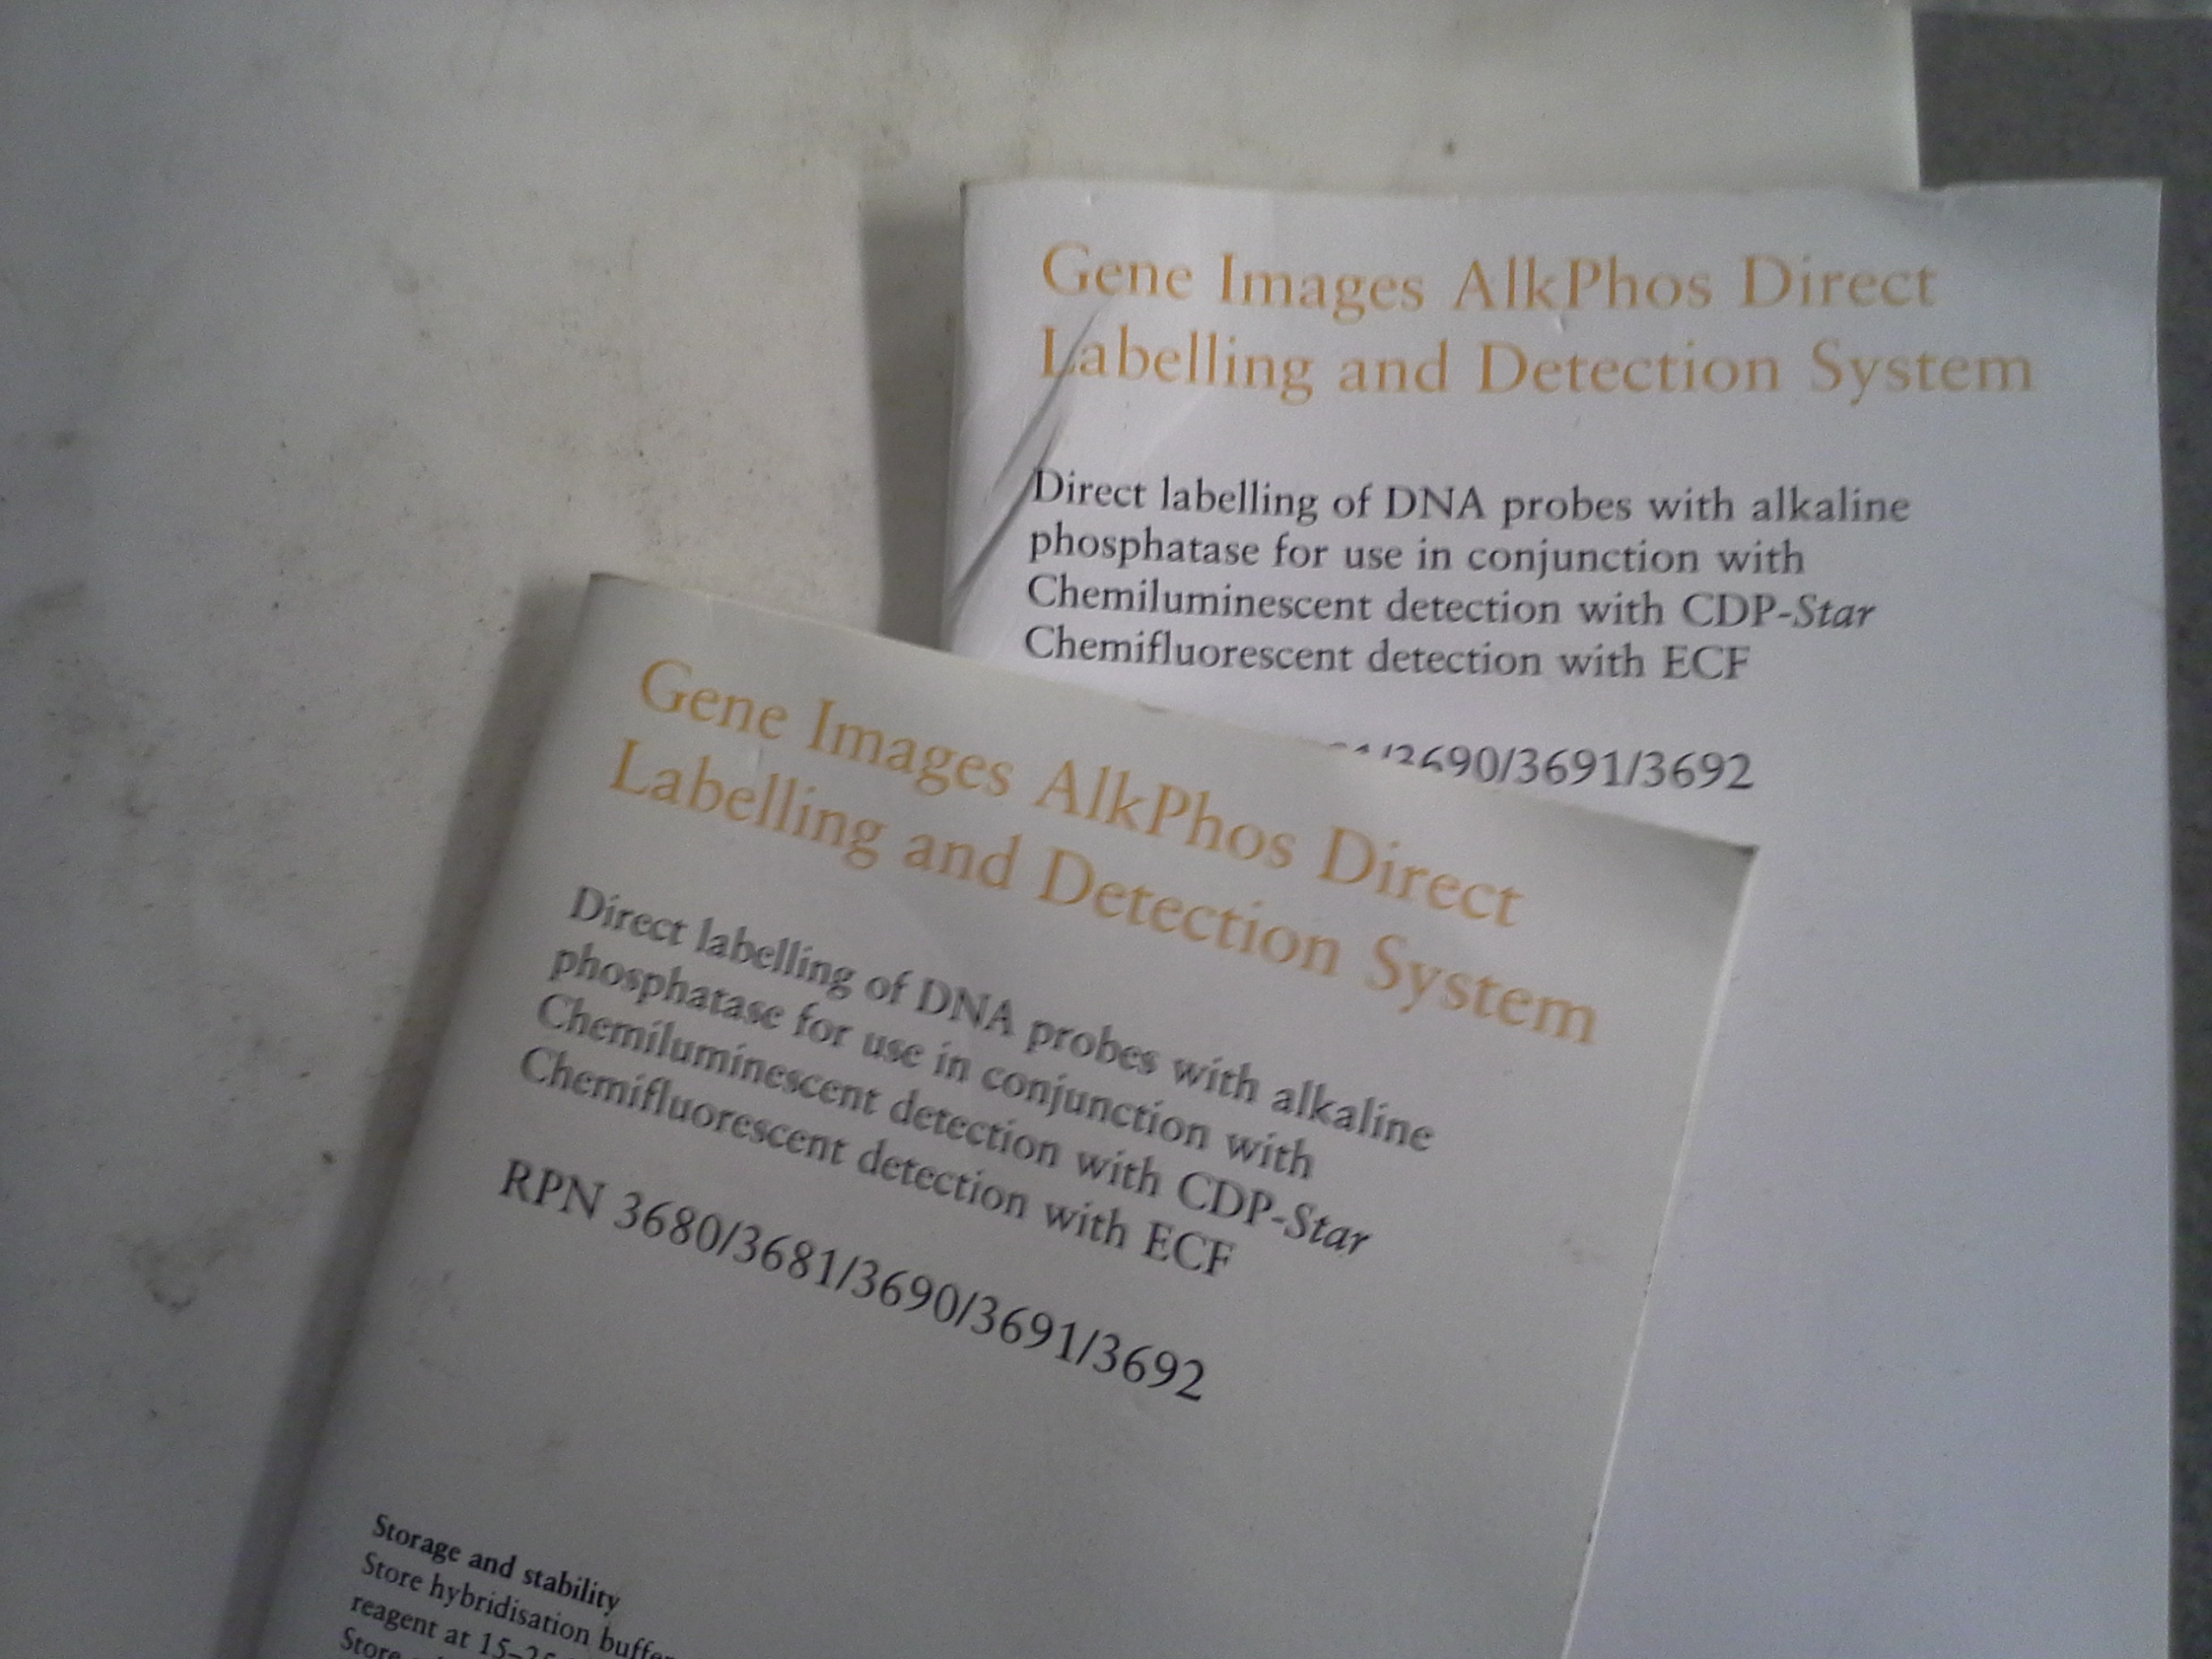 Gene Images AlkPhos Direct
Labelling and Detection System
Direct labelling of DNA probes with alkaline
phosphatase for use in conjunction with
Chemiluminescent detection with CDP-Star
Chemifluorescent detection with ECF
/3690/3691/3692
Gene Images AlkPhos Direct
Labelling and Detection System
Direct labelling of DNA probes with alkaline
phosphatase for use in conjunction with
Chemiluminescent detection with CDP-Star
Chemifluorescent detection with ECF
RPN 3680/3681/3690/3691/3692
Storage and stability
Store hybridisation buffer
reagent at 15-25
Store